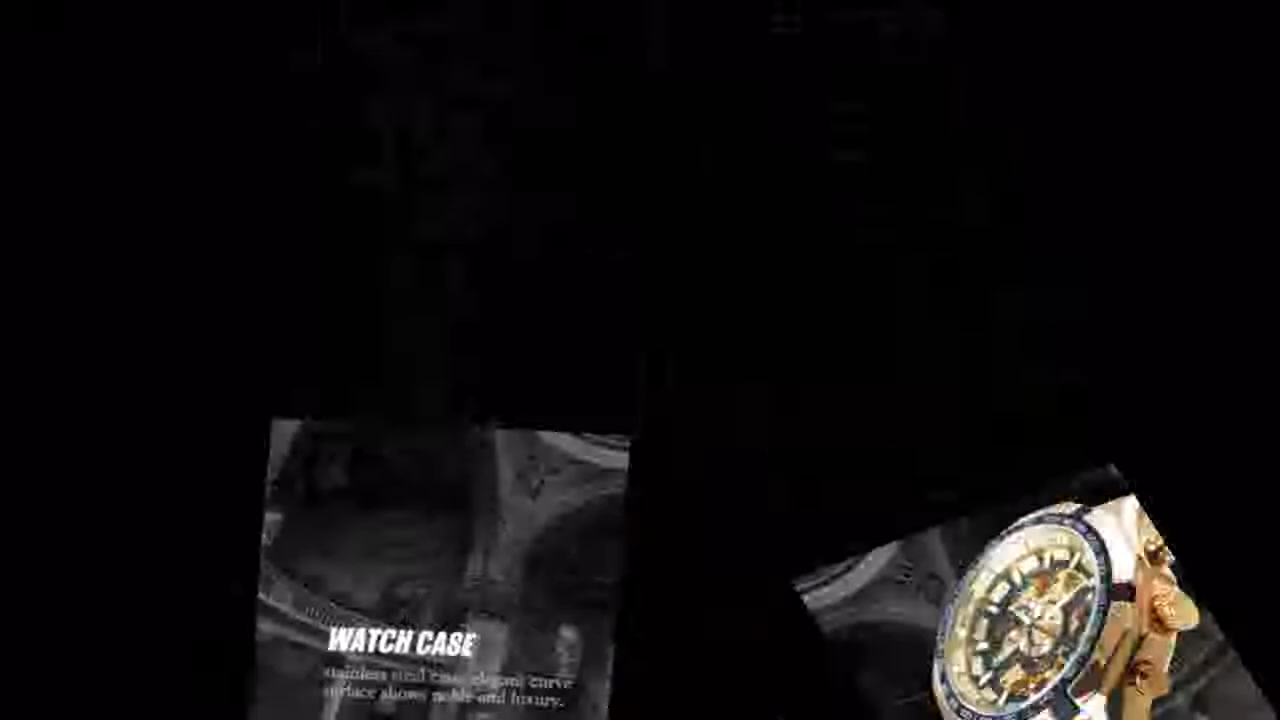 WATCH CASE
stainless steel case, elegant curve
surface shows noble and luxury.